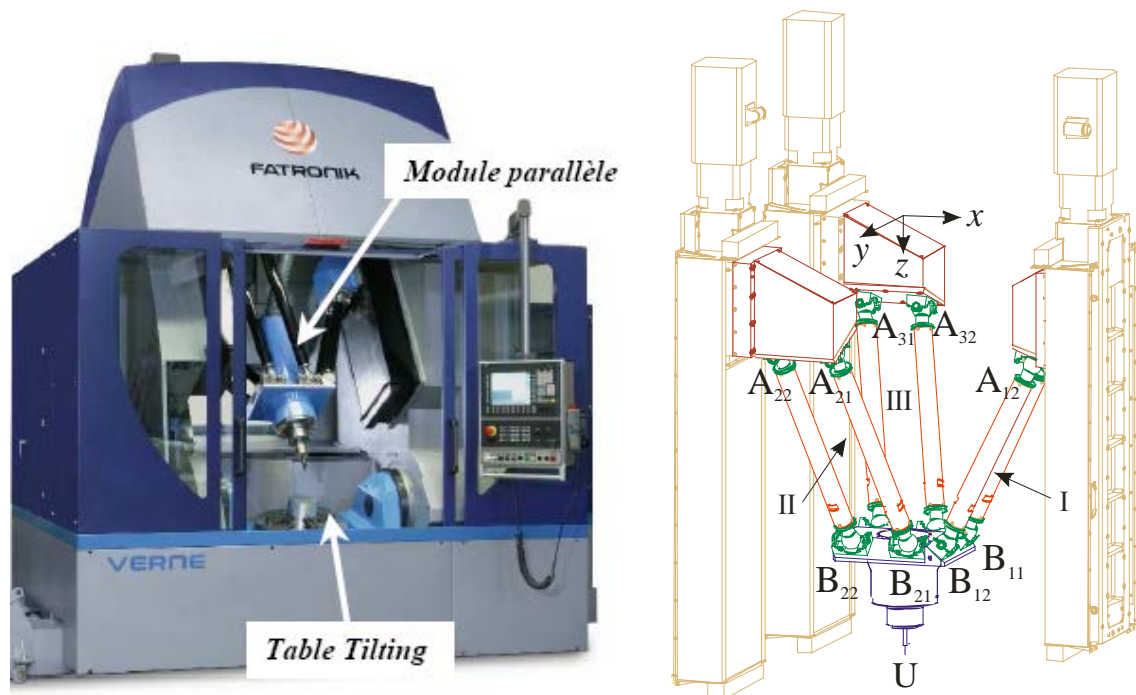 FATRONIK
Module parallèle
VERNE
Table Tilting
x
y
z
A31
A32
A22
A21
A12
III
II
I
B11
B22
B21
B12
U